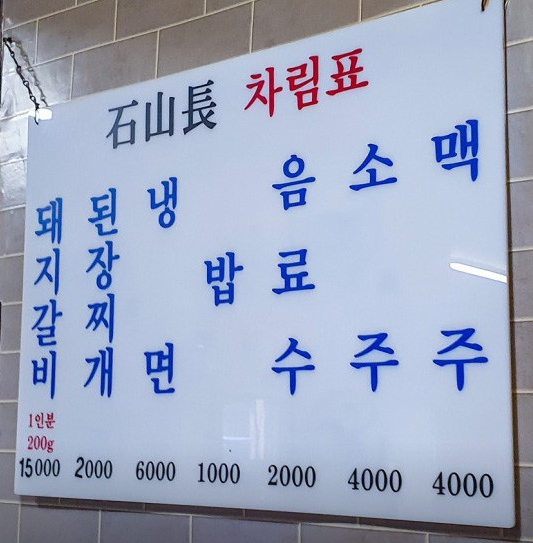 石山長 차림표
돼지갈비
1인분
200g
15000
된장찌개
2000
냉면
6000
밥
1000
음료수
2000
소주
4000
맥주
4000